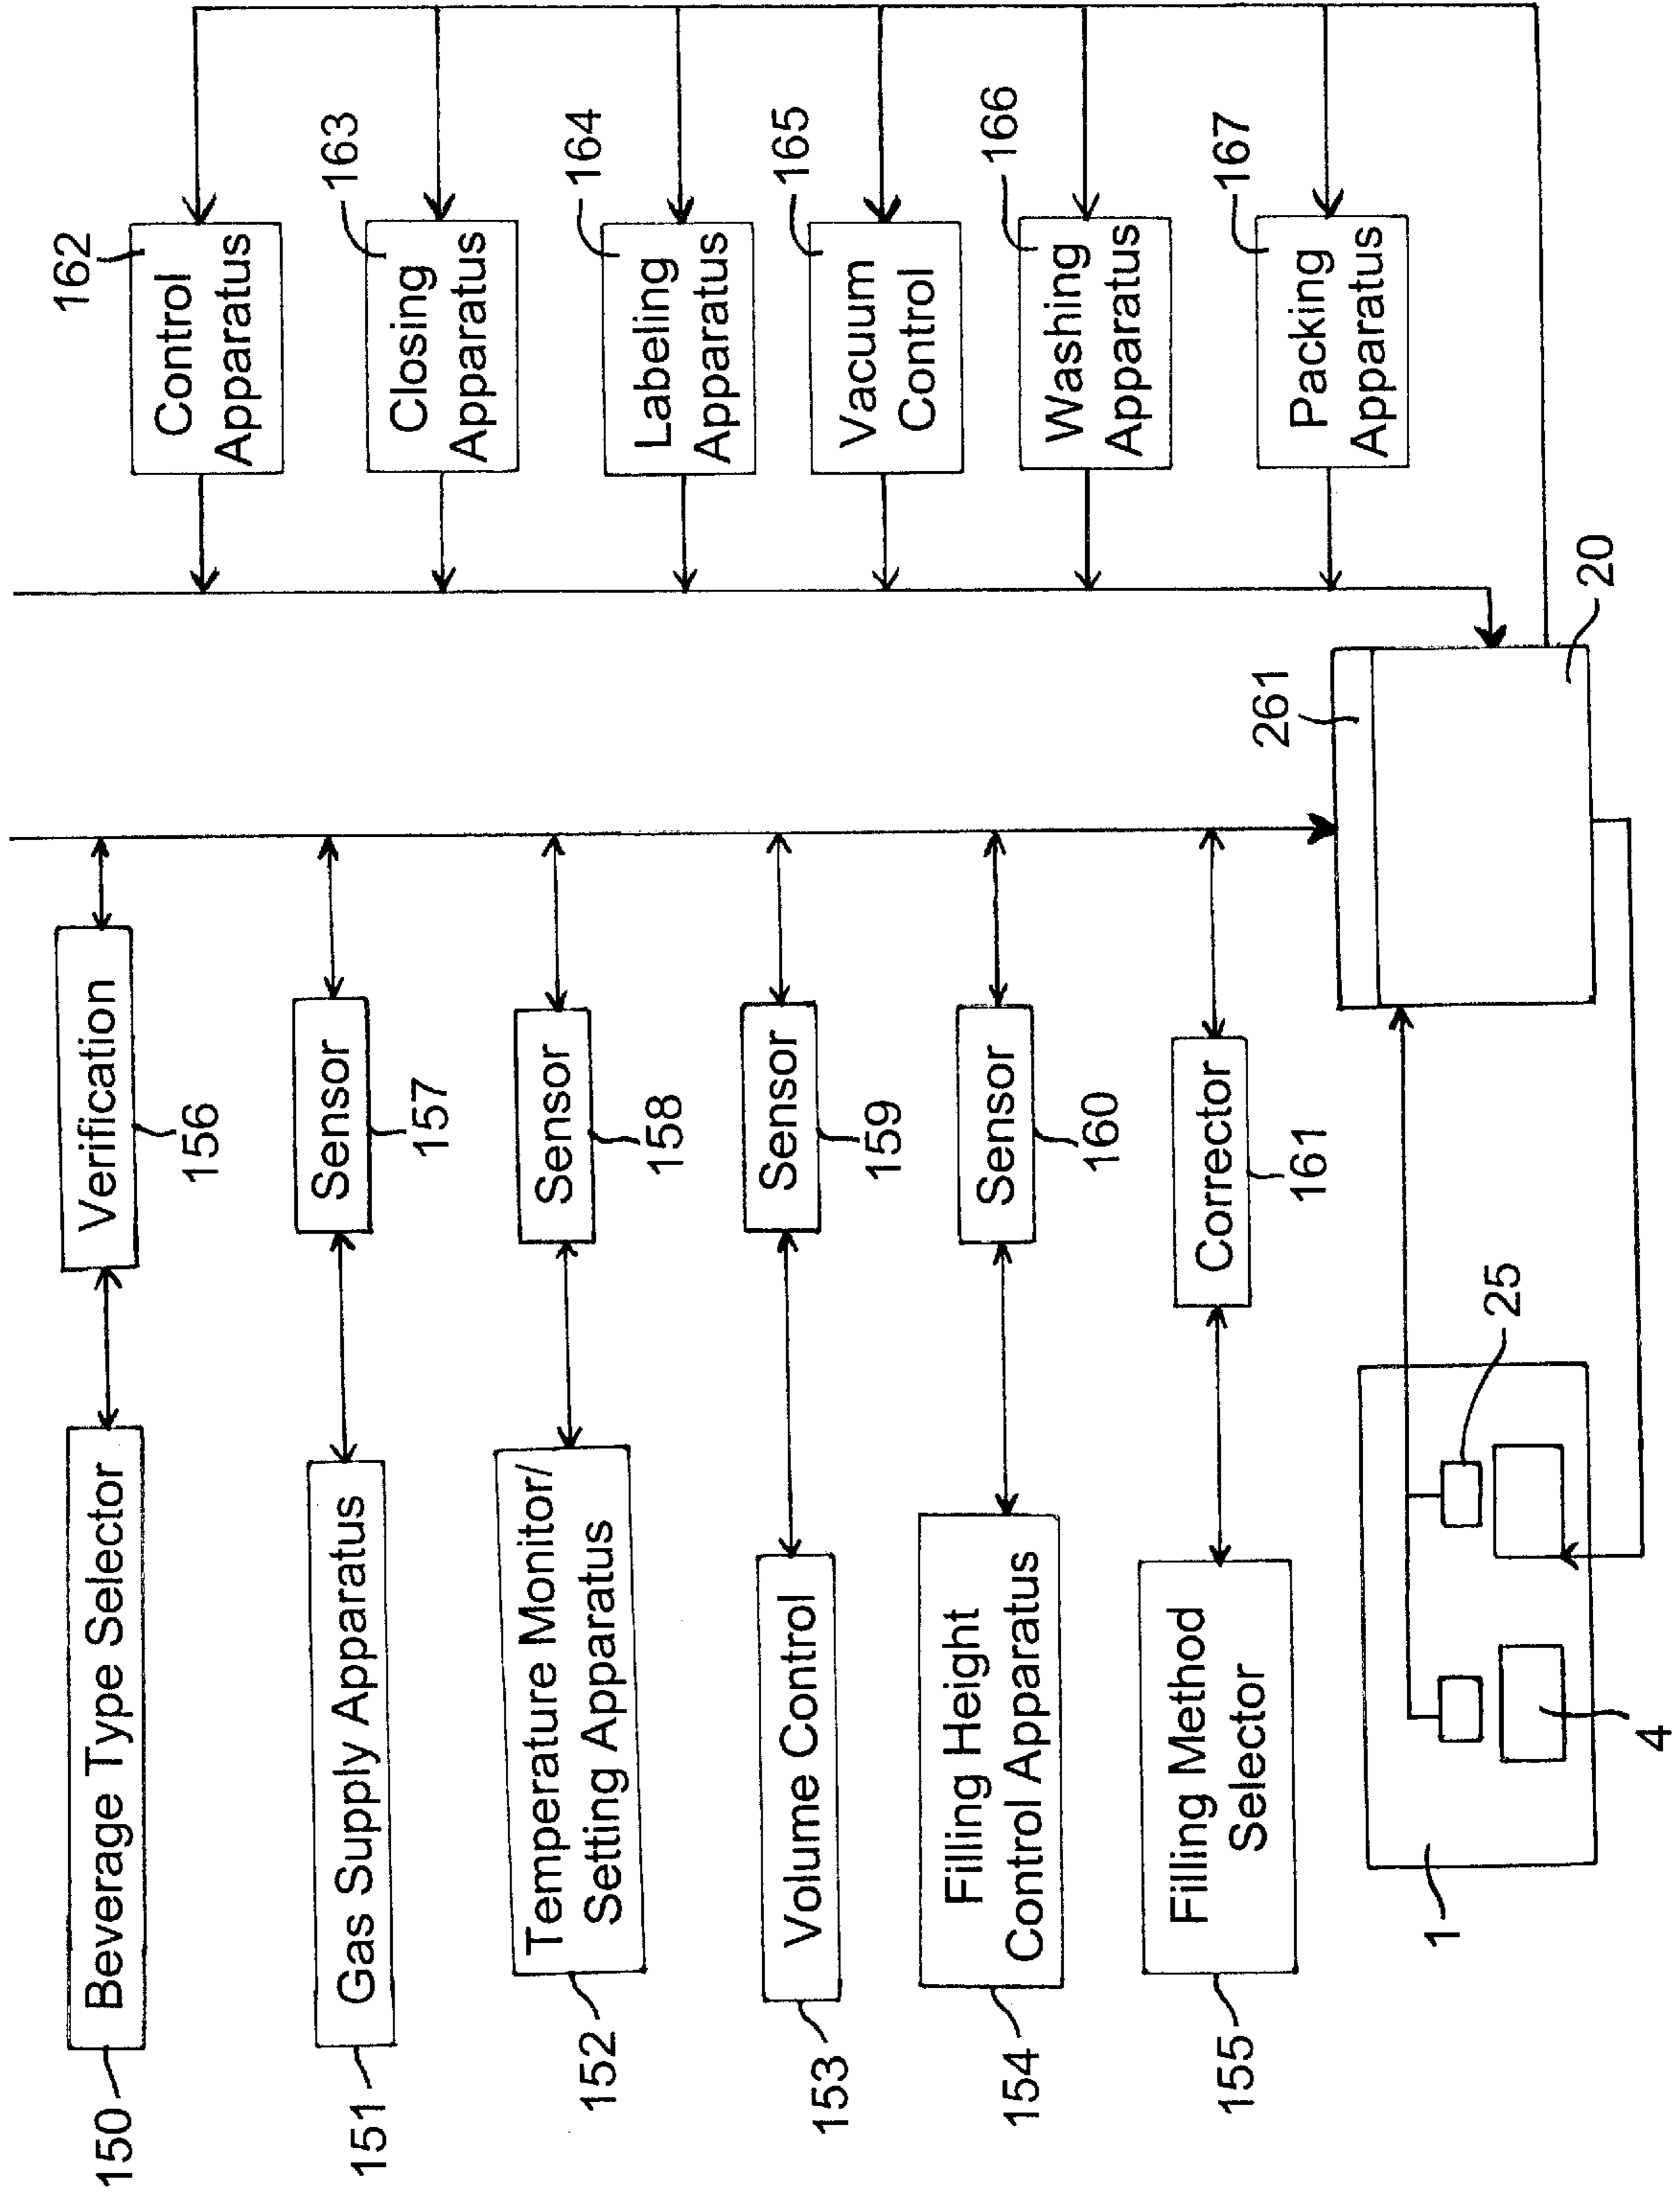 150
Beverage Type Selector
Verification
156
Control
Apparatus
162
151
Gas Supply Apparatus
Sensor
157
Closing
Apparatus
163
152
Temperature Monitor/
Setting Apparatus
Sensor
158
Labeling
Apparatus
164
153
Volume Control
Sensor
159
Vacuum
Control
165
154
Filling Height
Control Apparatus
Sensor
160
Washing
Apparatus
166
155
Filling Method
Selector
Corrector
161
Packing
Apparatus
167
1
4
25
261
20